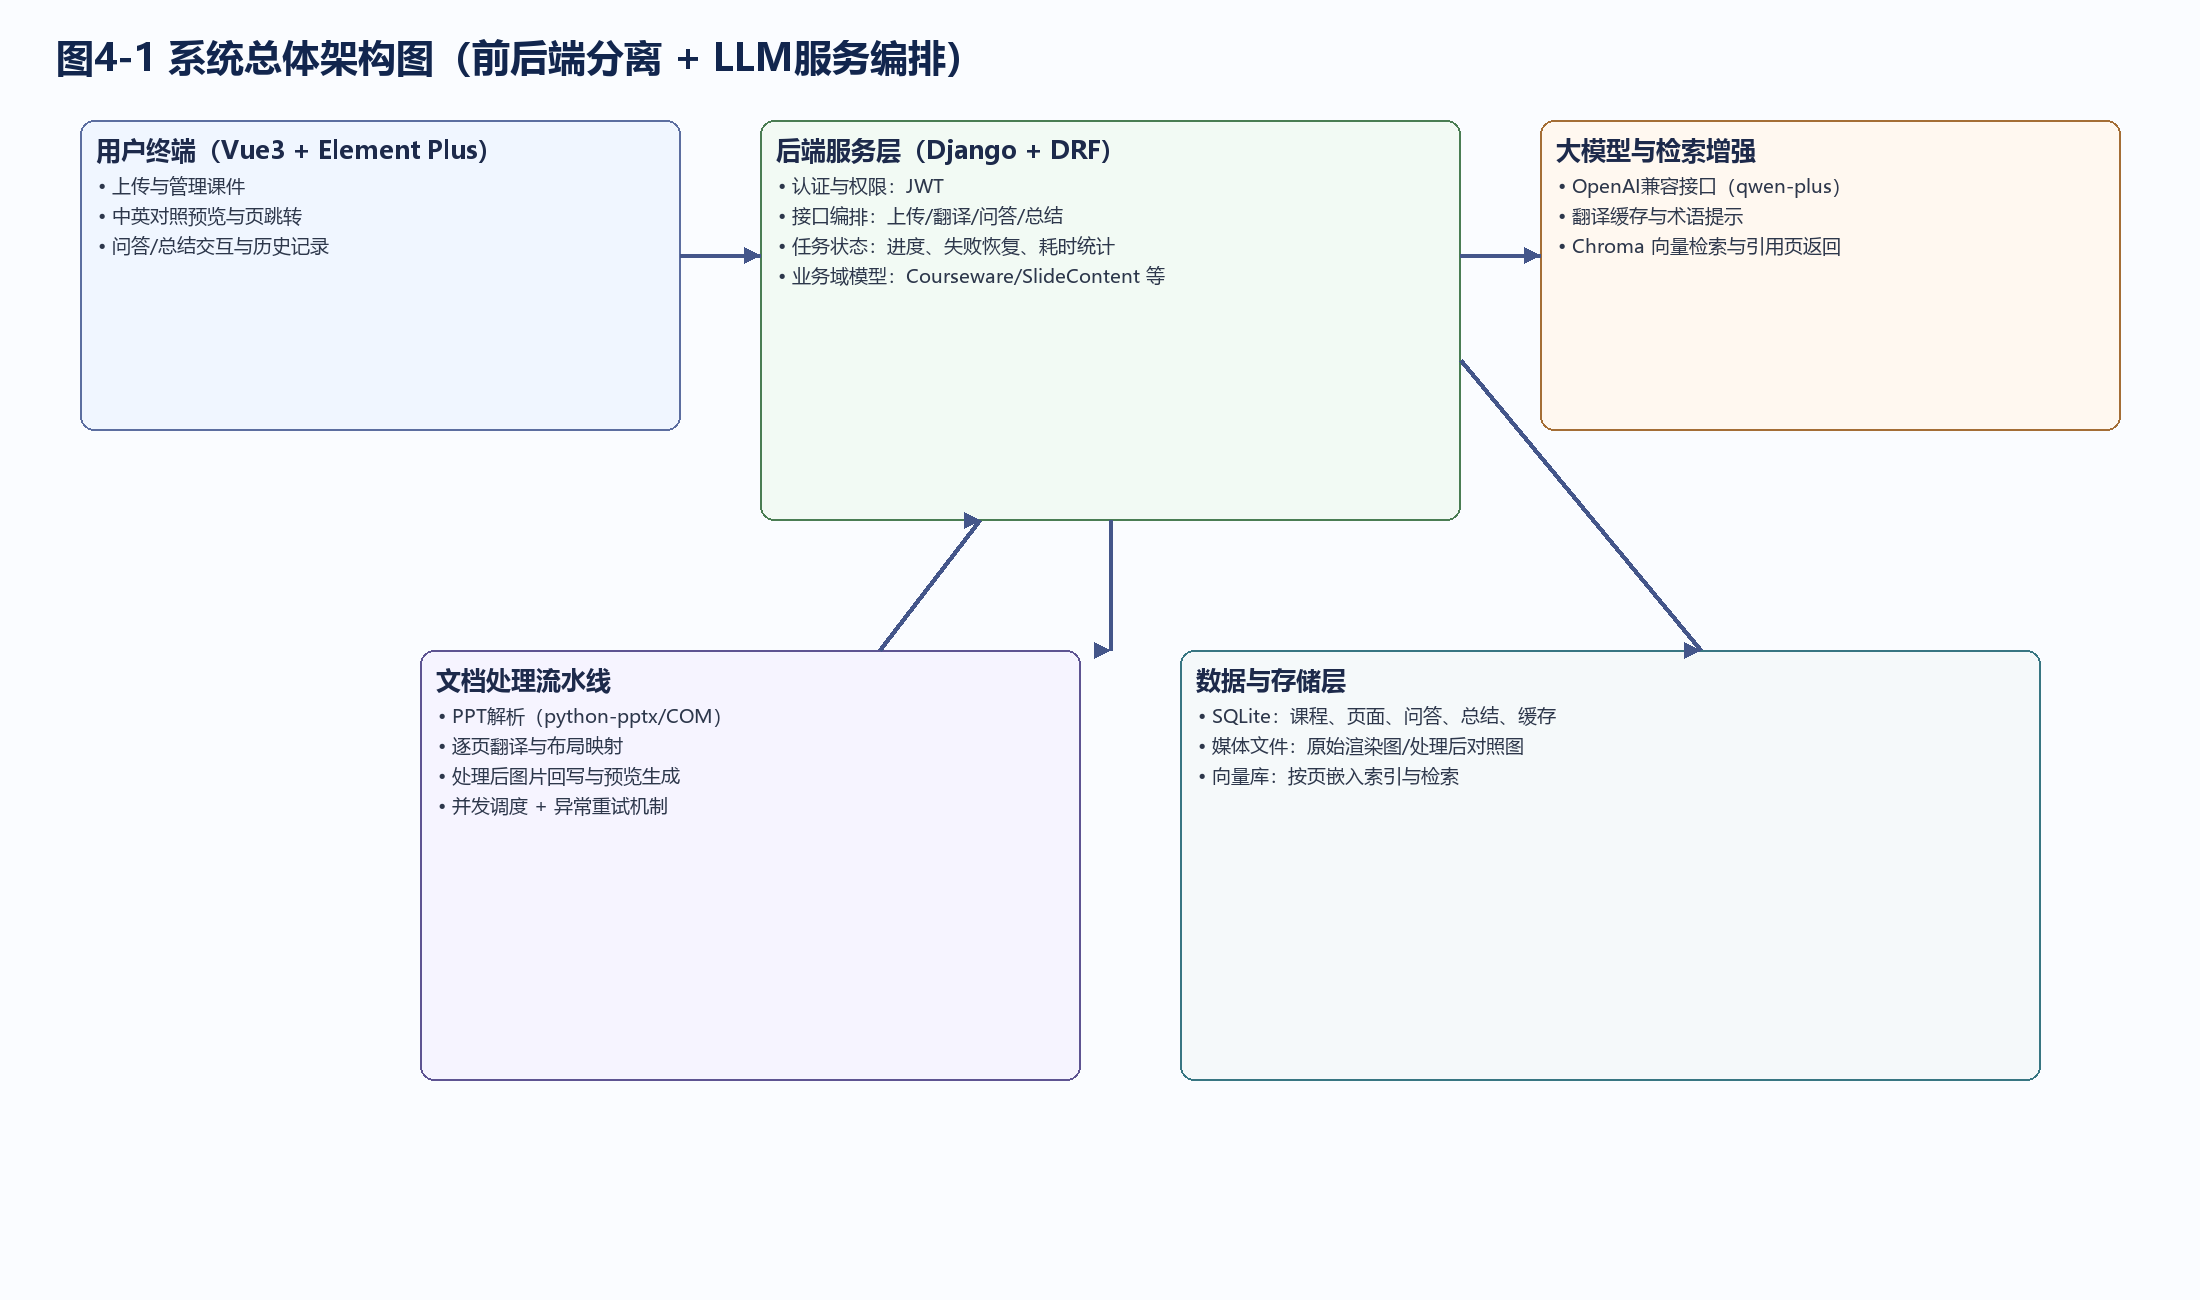 图4-1 系统总体架构图（前后端分离 + LLM服务编排）
用户终端（Vue3 + Element Plus）
• 上传与管理课件
• 中英对照预览与页跳转
• 问答/总结交互与历史记录
后端服务层（Django + DRF）
• 认证与权限：JWT
• 接口编排：上传/翻译/问答/总结
• 任务状态：进度、失败恢复、耗时统计
• 业务域模型：Courseware/SlideContent 等
大模型与检索增强
• OpenAI兼容接口（qwen-plus）
• 翻译缓存与术语提示
• Chroma 向量检索与引用页返回
文档处理流水线
• PPT解析（python-pptx/COM）
• 逐页翻译与布局映射
• 处理后图片回写与预览生成
• 并发调度 + 异常重试机制
数据与存储层
• SQLite：课程、页面、问答、总结、缓存
• 媒体文件：原始渲染图/处理后对照图
• 向量库：按页嵌入索引与检索